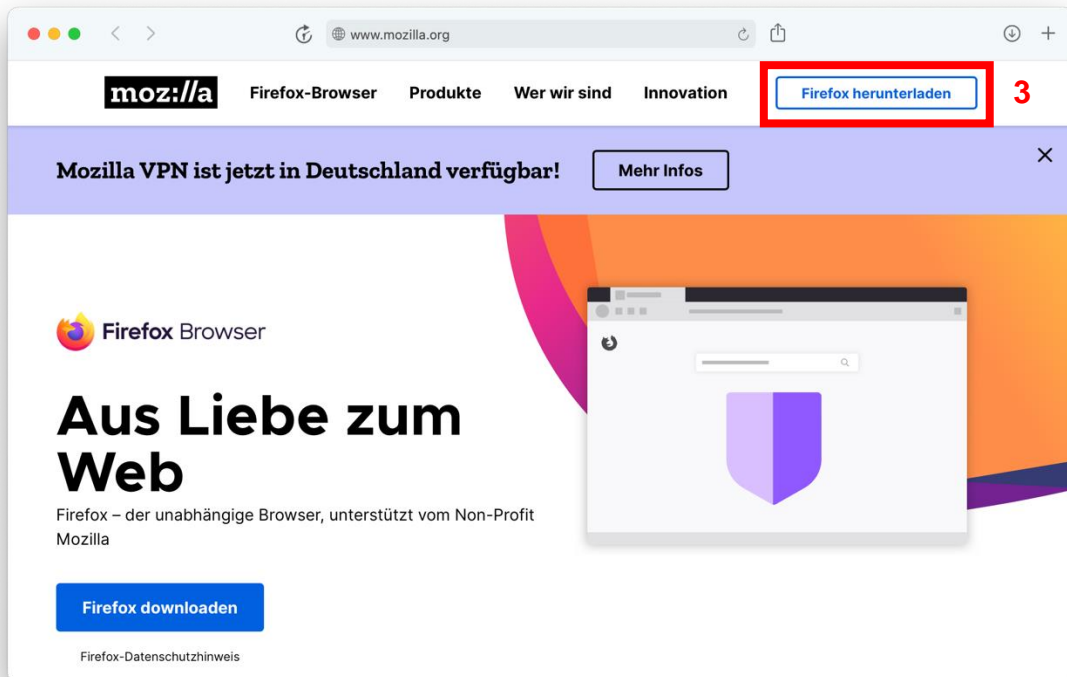 www.mozilla.org
moz://a
Firefox-Browser Produkte Wer wir sind Innovation Firefox herunterladen 3
Mozilla VPN ist jetzt in Deutschland verfügbar! Mehr Infos
Firefox Browser
Aus Liebe zum
Web
Firefox – der unabhängige Browser, unterstützt vom Non-Profit
Mozilla
Firefox downloaden
Firefox-Datenschutzhinweis